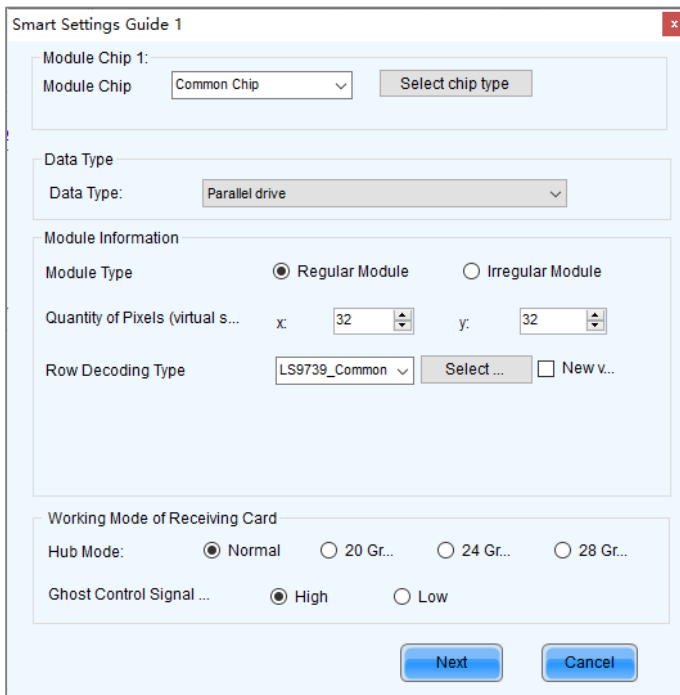 Smart Settings Guide 1
x
Module Chip 1:
Module Chip Common Chip Select chip type
Data Type
Data Type: Parallel drive
Module Information
Module Type Regular Module Irregular Module
Quantity of Pixels (virtual s... x: 32 y: 32
Row Decoding Type LS9739_Common Select ... New v...
Working Mode of Receiving Card
Hub Mode: Normal 20 Gr... 24 Gr... 28 Gr...
Ghost Control Signal ... High Low
Next Cancel